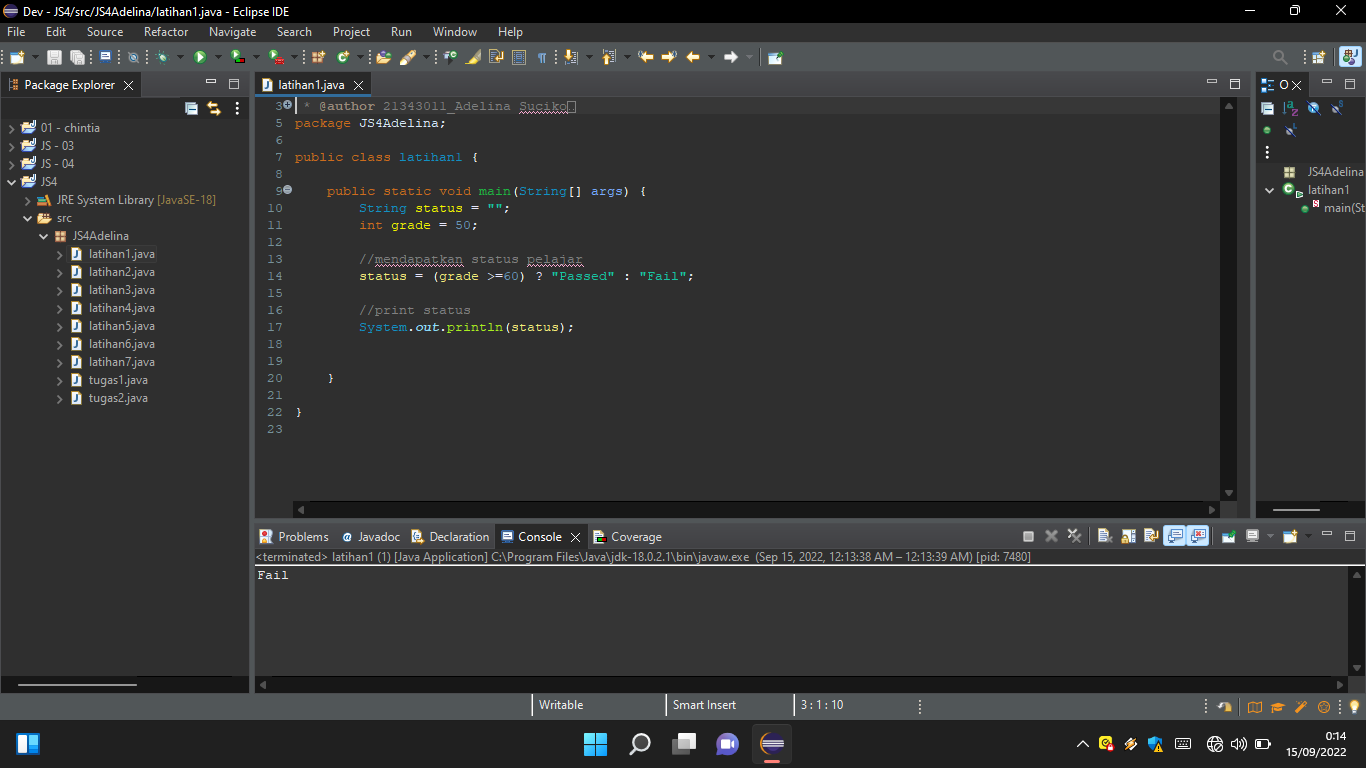 Dev - JS4/src/JS4Adelina/latihan1.java - Eclipse IDE
File Edit Source Refactor Navigate Search Project Run Window Help
Package Explorer
latihan1.java
O
01 - chintia
JS - 03
JS - 04
JS4
JRE System Library [JavaSE-18]
src
JS4Adelina
latihan1.java
latihan2.java
latihan3.java
latihan4.java
latihan5.java
latihan6.java
latihan7.java
tugas1.java
tugas2.java
3 * @author 21343011_Adelina Suciko
5 package JS4Adelina;
6
7 public class latihan1 {
8
9 public static void main(String[] args) {
10 String status = "";
11 int grade = 50;
12
13 //mendapatkan status pelajar
14 status = (grade >=60) ? "Passed" : "Fail";
15
16 //print status
17 System.out.println(status);
18
19
20 }
21
22 }
23
JS4Adelina
latihan1
main(St
Problems Javadoc Declaration Console Coverage
<terminated> latihan1 (1) [Java Application] C:\Program Files\Java\jdk-18.0.2.1\bin\javaw.exe (Sep 15, 2022, 12:13:38 AM – 12:13:39 AM) [pid: 7480]
Fail
Writable Smart Insert 3 : 1 : 10
0:14
15/09/2022